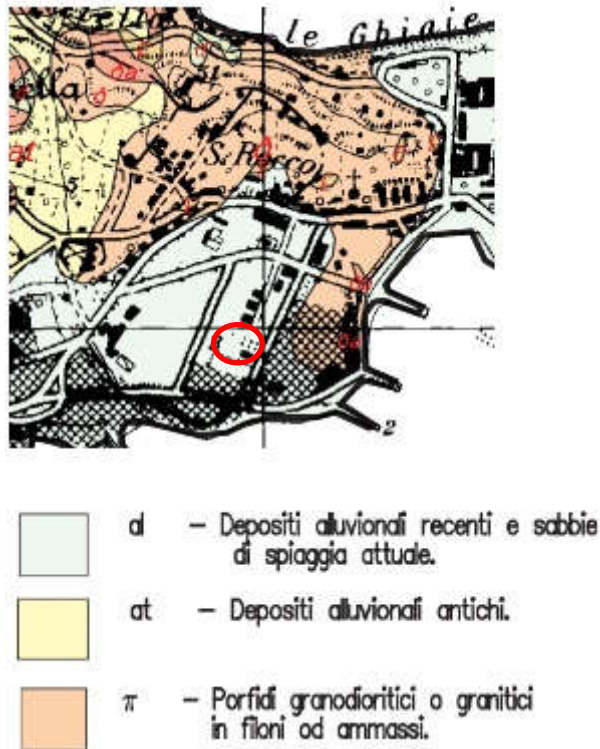 le Ghiaie
S. Rocco
5
at
2
al – Depositi alluvionali recenti e sabbie
di spiaggia attuale.
at – Depositi alluvionali antichi.
π – Porfidi granodioritici o granitici
in filoni od ammassi.